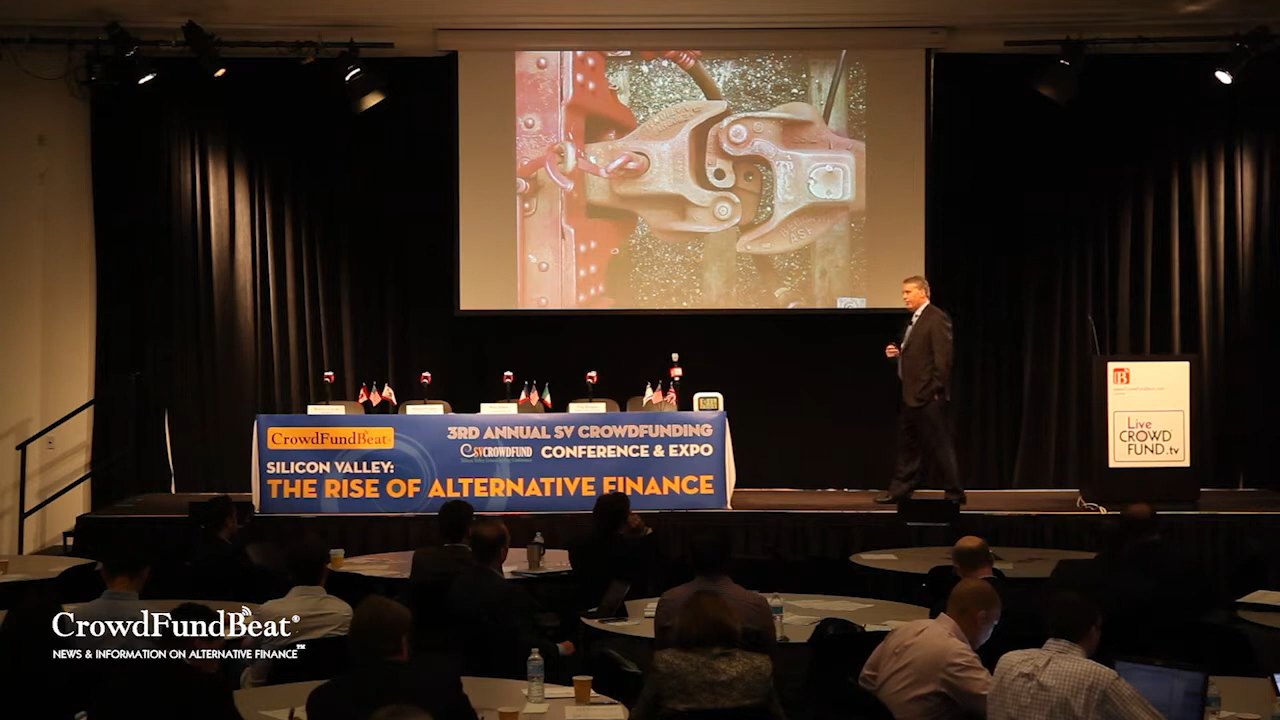 CrowdFundBeat
3RD ANNUAL SV CROWDFUNDING
SVCROWDFUND
CONFERENCE & EXPO
SILICON VALLEY:
THE RISE OF ALTERNATIVE FINANCE
B
Live
CROWD
FUND.tv
CrowdFundBeat®
NEWS & INFORMATION ON ALTERNATIVE FINANCE™